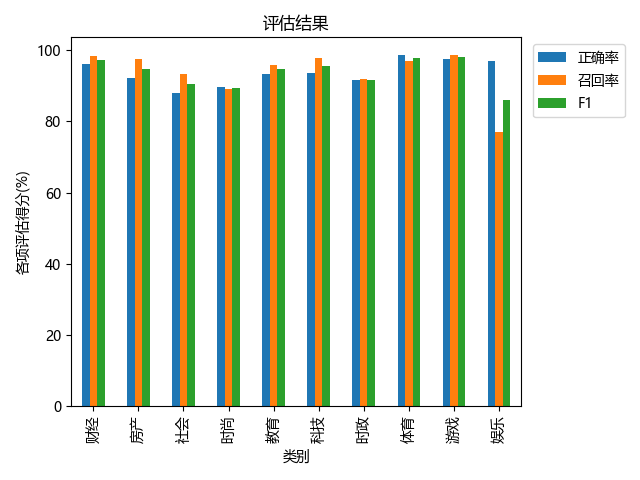 评估结果
各项评估得分(%)
100
80
60
40
20
0
财经
房产
社会
时尚
教育
科技
时政
体育
游戏
娱乐
类别
正确率
召回率
F1